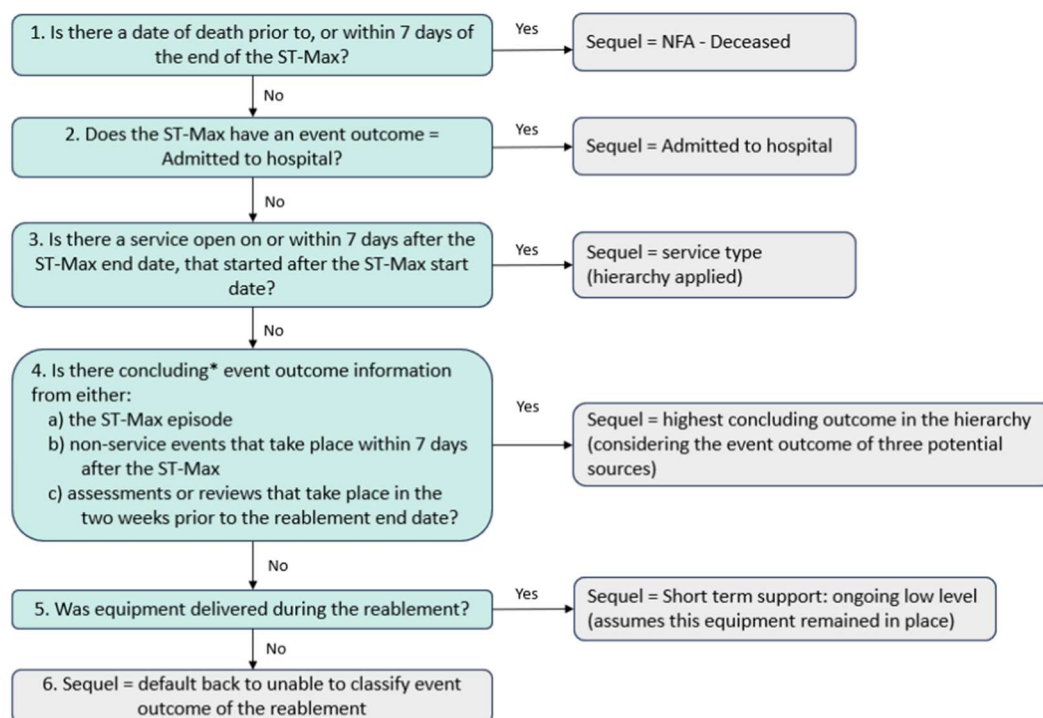 1. Is there a date of death prior to, or within 7 days of
the end of the ST-Max?
Yes
Sequel = NFA - Deceased
No
2. Does the ST-Max have an event outcome =
Admitted to hospital?
Yes
Sequel = Admitted to hospital
No
3. Is there a service open on or within 7 days after the
ST-Max end date, that started after the ST-Max start
date?
Yes
Sequel = service type
(hierarchy applied)
No
4. Is there concluding* event outcome information
from either:
a) the ST-Max episode
b) non-service events that take place within 7 days
after the ST-Max
c) assessments or reviews that take place in the
two weeks prior to the reablement end date?
Yes
Sequel = highest concluding outcome in the hierarchy
(considering the event outcome of three potential
sources)
No
5. Was equipment delivered during the reablement?
Yes
Sequel = Short term support: ongoing low level
(assumes this equipment remained in place)
No
6. Sequel = default back to unable to classify event
outcome of the reablement